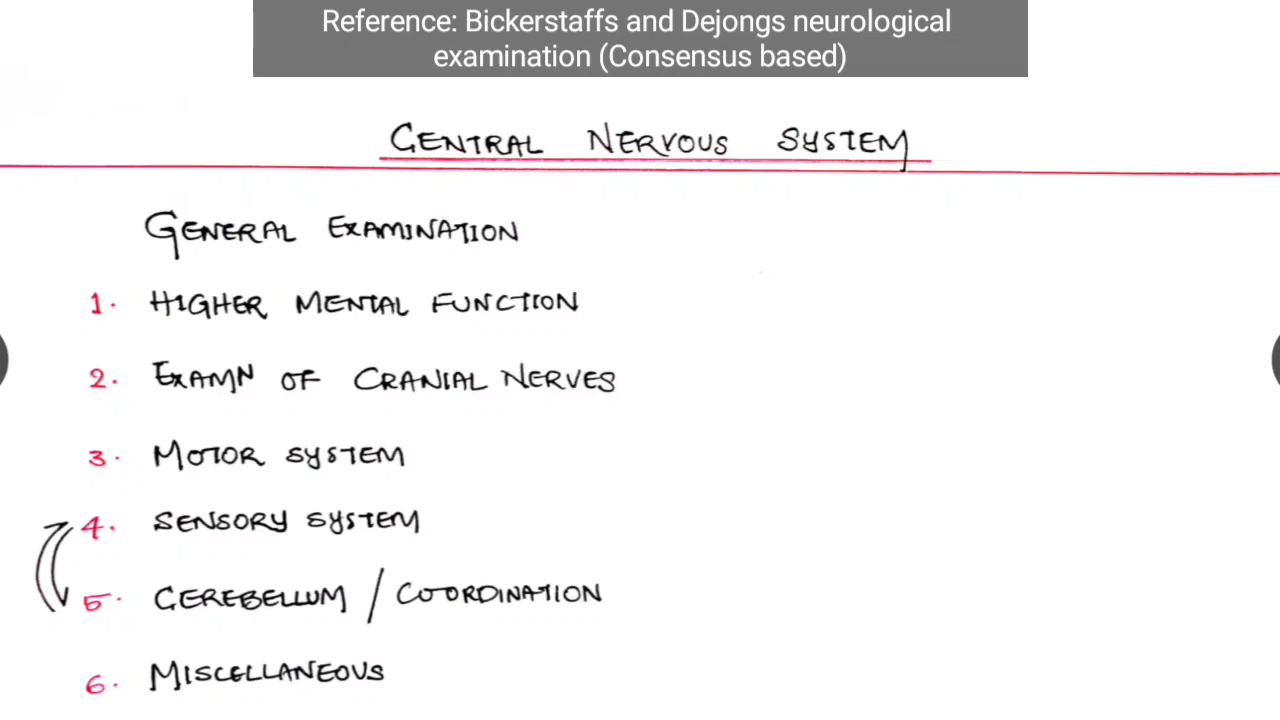 Reference: Bickerstaffs and Dejongs neurological
examination (Consensus based)
CENTRAL NERVOUS SYSTEM
GENERAL EXAMINATION
1. HIGHER MENTAL FUNCTION
2. EXAMN OF CRANIAL NERVES
3. MOTOR SYSTEM
4. SENSORY SYSTEM
5. CEREBELLUM / COORDINATION
6. MISCELLANEOUS